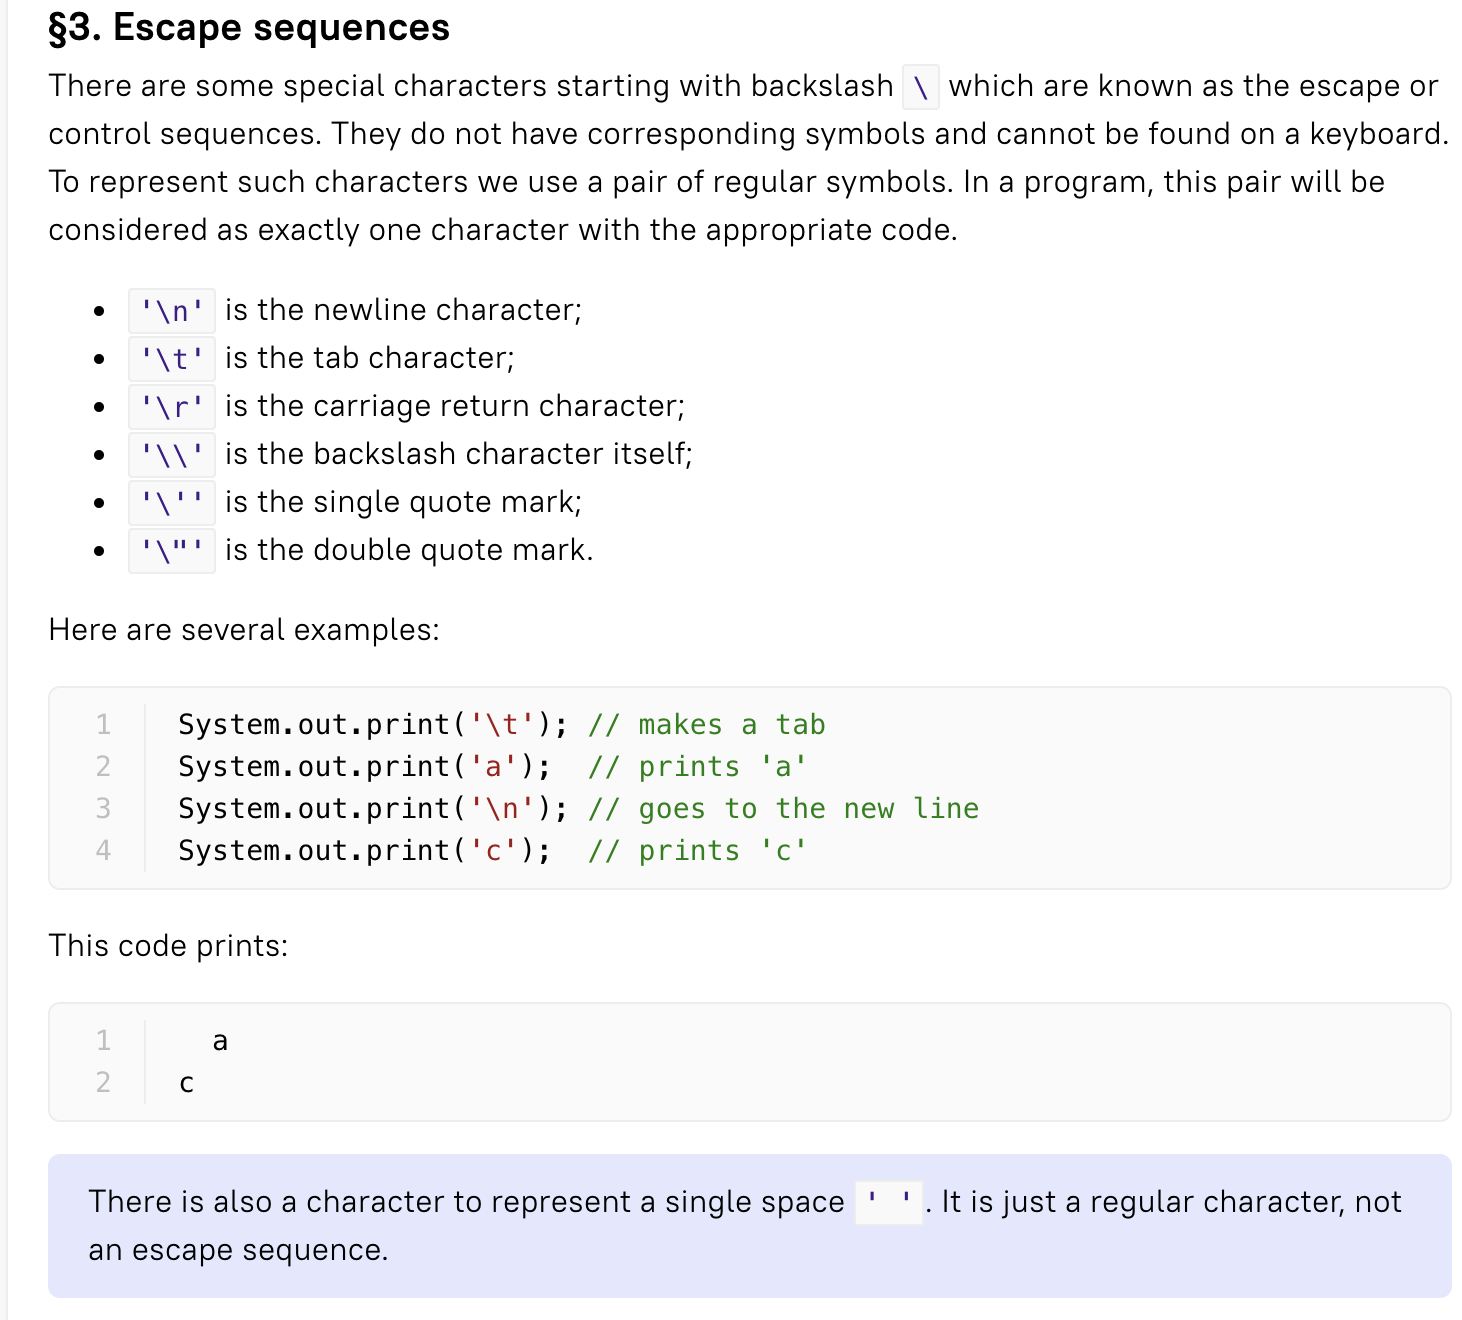 §3. Escape sequences
There are some special characters starting with backslash \ which are known as the escape or
control sequences. They do not have corresponding symbols and cannot be found on a keyboard.
To represent such characters we use a pair of regular symbols. In a program, this pair will be
considered as exactly one character with the appropriate code.
• '\n' is the newline character;
• '\t' is the tab character;
• '\r' is the carriage return character;
• '\\' is the backslash character itself;
• '\'' is the single quote mark;
• '\"' is the double quote mark.
Here are several examples:
1 System.out.print('\t'); // makes a tab
2 System.out.print('a');  // prints 'a'
3 System.out.print('\n'); // goes to the new line
4 System.out.print('c');  // prints 'c'
This code prints:
1   a
2 c
There is also a character to represent a single space ' '. It is just a regular character, not
an escape sequence.